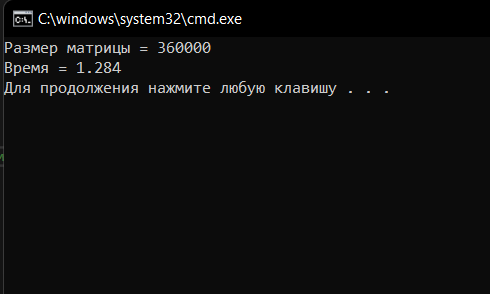 C:\windows\system32\cmd.exe
Размер матрицы = 360000
Время = 1.284
Для продолжения нажмите любую клавишу . . .